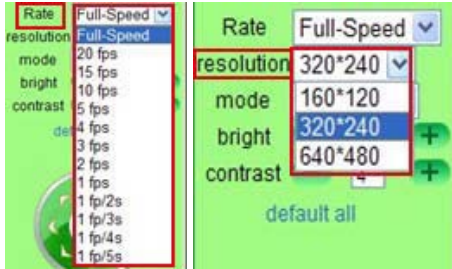 Rate Full-Speed
resolution Full-Speed
mode 20 fps
15 fps
bright 10 fps
contrast 5 fps
def 4 fps
3 fps
2 fps
1 fps
1 fp/2s
1 fp/3s
1 fp/4s
1 fp/5s
Rate Full-Speed
resolution 320*240
mode 160*120
320*240
bright +
640*480
contrast 4 +
default all